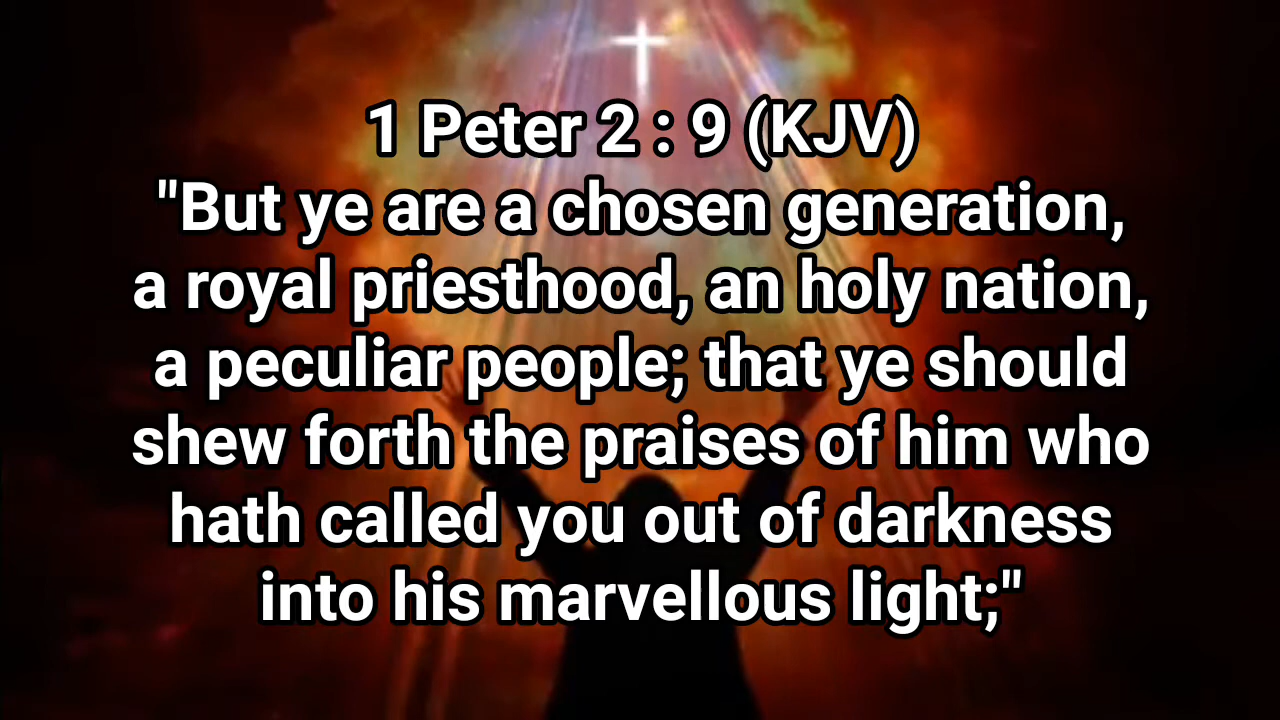 1 Peter 2 : 9 (KJV)
"But ye are a chosen generation,
a royal priesthood, an holy nation,
a peculiar people; that ye should
shew forth the praises of him who
hath called you out of darkness
into his marvellous light;"